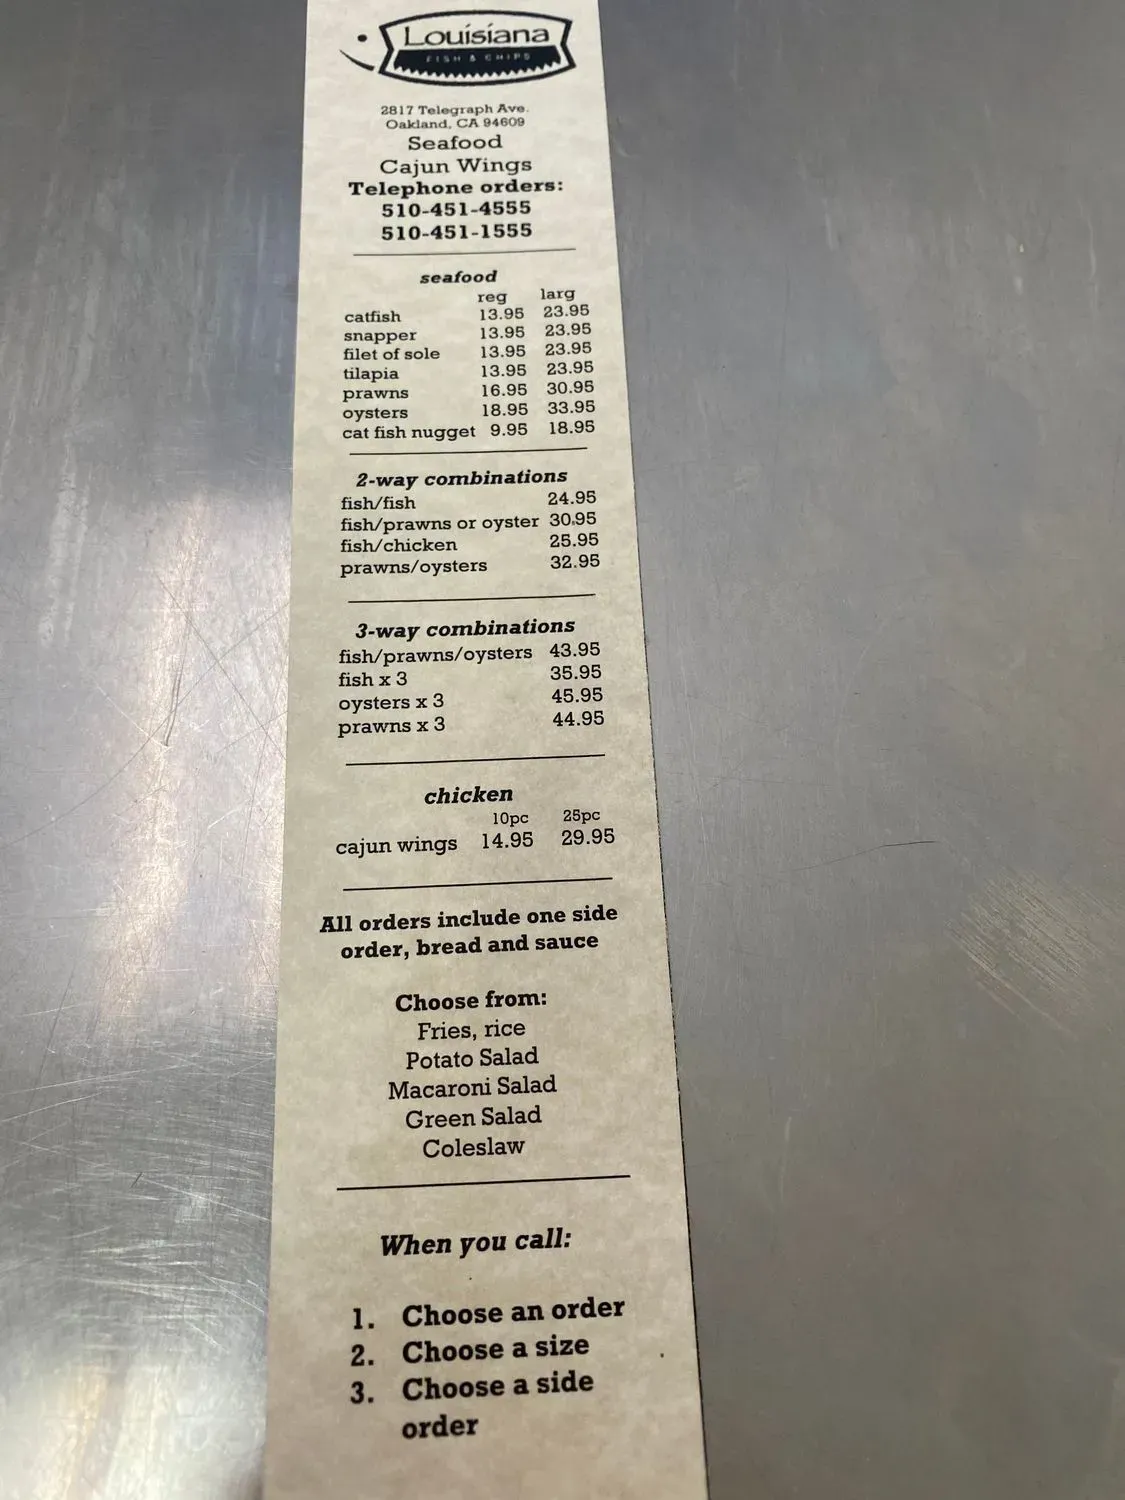 Louisiana
FISH & CHIPS
2817 Telegraph Ave.
Oakland, CA 94609
Seafood
Cajun Wings
Telephone orders:
510-451-4555
510-451-1555
seafood
reg larg
catfish 13.95 23.95
snapper 13.95 23.95
filet of sole 13.95 23.95
tilapia 13.95 23.95
prawns 16.95 30.95
oysters 18.95 33.95
cat fish nugget 9.95 18.95
2-way combinations
fish/fish 24.95
fish/prawns or oyster 30.95
fish/chicken 25.95
prawns/oysters 32.95
3-way combinations
fish/prawns/oysters 43.95
fish x 3 35.95
oysters x 3 45.95
prawns x 3 44.95
chicken
10pc 25pc
cajun wings 14.95 29.95
All orders include one side
order, bread and sauce
Choose from:
Fries, rice
Potato Salad
Macaroni Salad
Green Salad
Coleslaw
When you call:
1. Choose an order
2. Choose a size
3. Choose a side
order